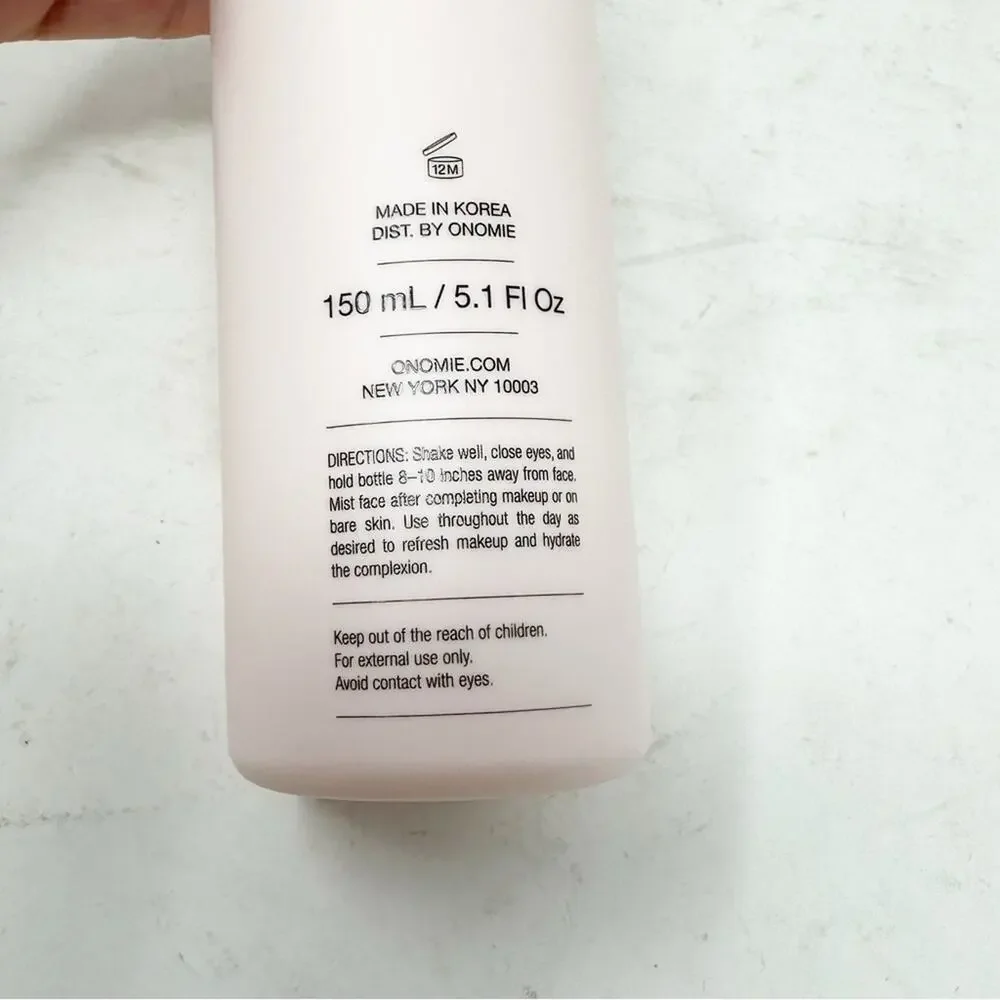 12M
MADE IN KOREA
DIST. BY ONOMIE
150 mL / 5.1 Fl Oz
ONOMIE.COM
NEW YORK NY 10003
DIRECTIONS: Shake well, close eyes, and
hold bottle 8–10 inches away from face.
Mist face after completing makeup or on
bare skin. Use throughout the day as
desired to refresh makeup and hydrate
the complexion.
Keep out of the reach of children.
For external use only.
Avoid contact with eyes.